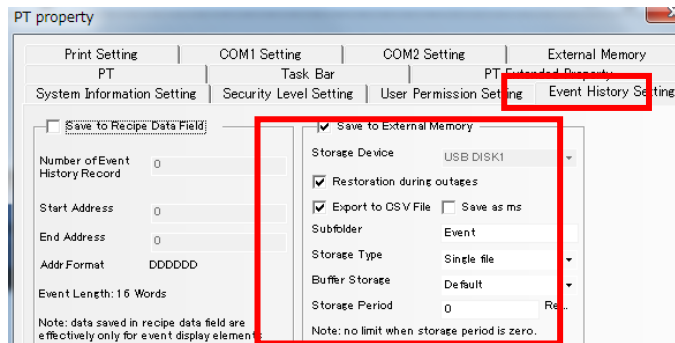 PT property
Print Setting COM1 Setting COM2 Setting External Memory
PT Task Bar PT Extended Property
System Information Setting Security Level Setting User Permission Setting Event History Setting
Save to Recipe Data Field
Number of Event
History Record
0
Start Address
0
End Address
0
Addr.Format DDDDDD
Event Length: 16 Words
Note: data saved in recipe data field are
effectively only for event display elements
Save to External Memory
Storage Device USB DISK1
Restoration during outages
Export to CSV File Save as ms
Subfolder Event
Storage Type Single file
Buffer Storage Default
Storage Period 0 Re...
Note: no limit when storage period is zero.